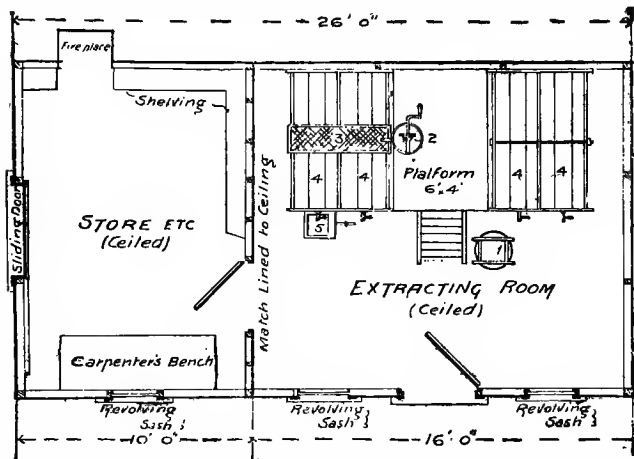 26' 0"
Fire place
Shelving
3
2
4 4
4 4
Platform
6'x 4'
Sliding Door
STORE ETC
(Ceiled)
5
1
Match Lined to Ceiling
EXTRACTING ROOM
(Ceiled)
Carpenter's Bench
Revolving
Sash
Revolving
Sash
Revolving
Sash
10' 0"
16' 0"